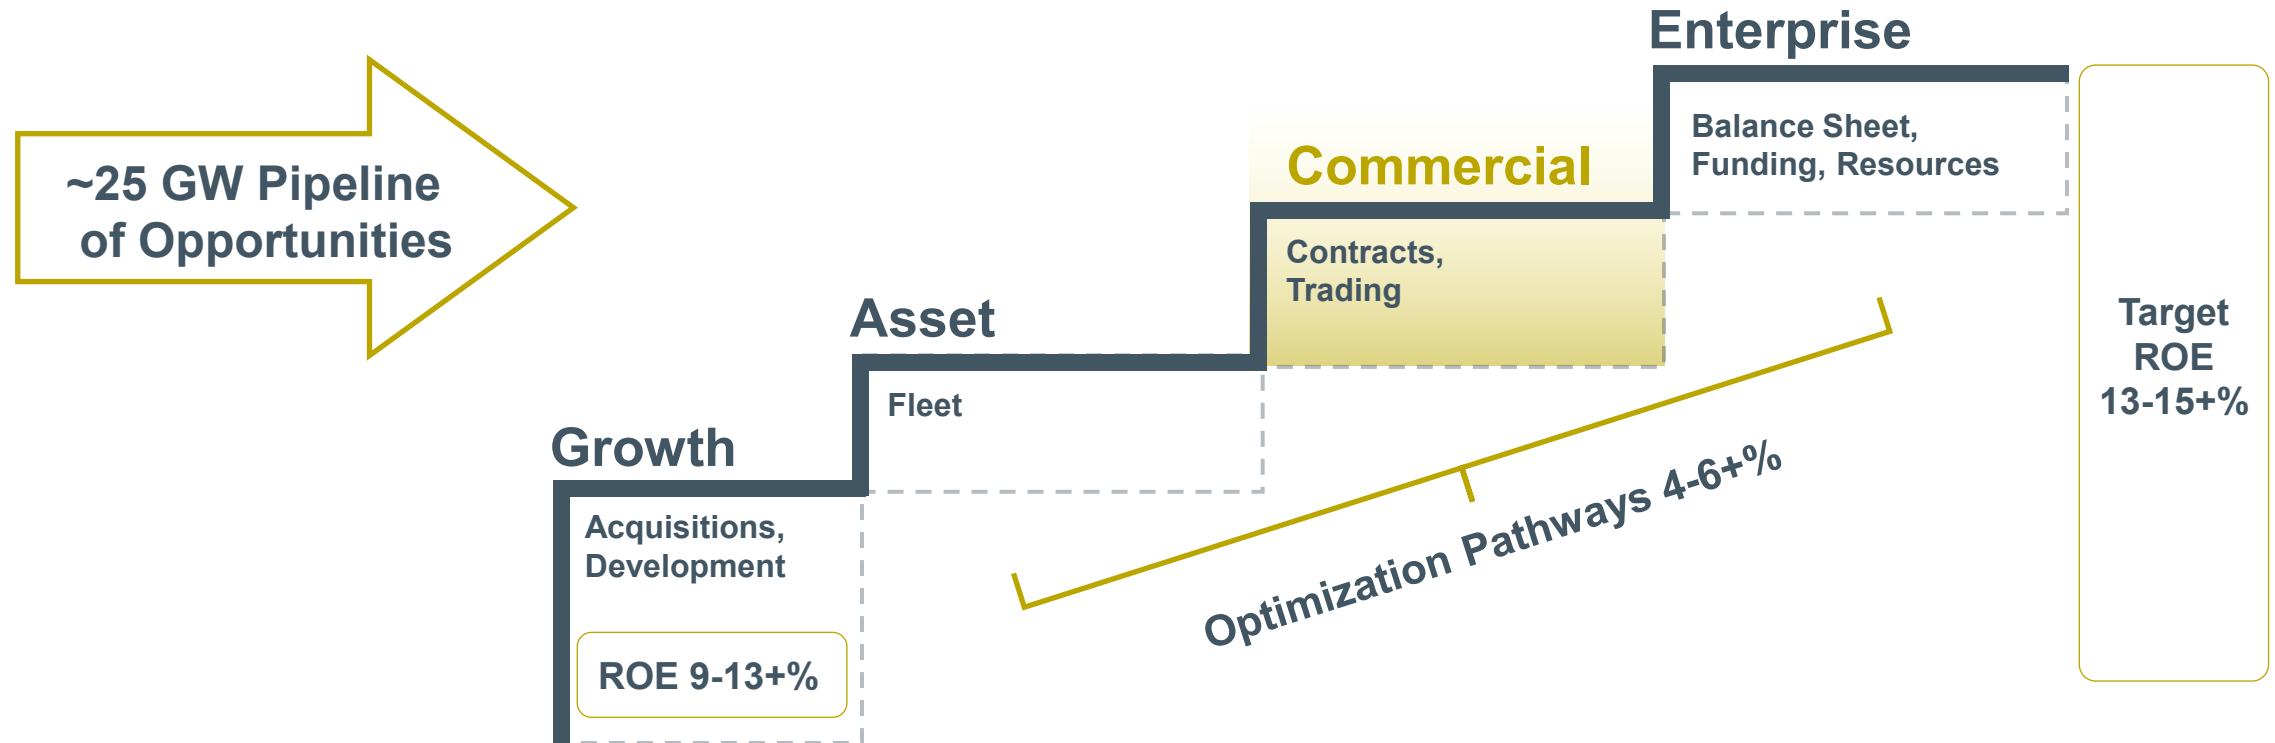 ~25 GW Pipeline
of Opportunities
Growth
Acquisitions,
Development
ROE 9-13+%
Asset
Fleet
Commercial
Contracts,
Trading
Enterprise
Balance Sheet,
Funding, Resources
Optimization Pathways 4-6+%
Target
ROE
13-15+%